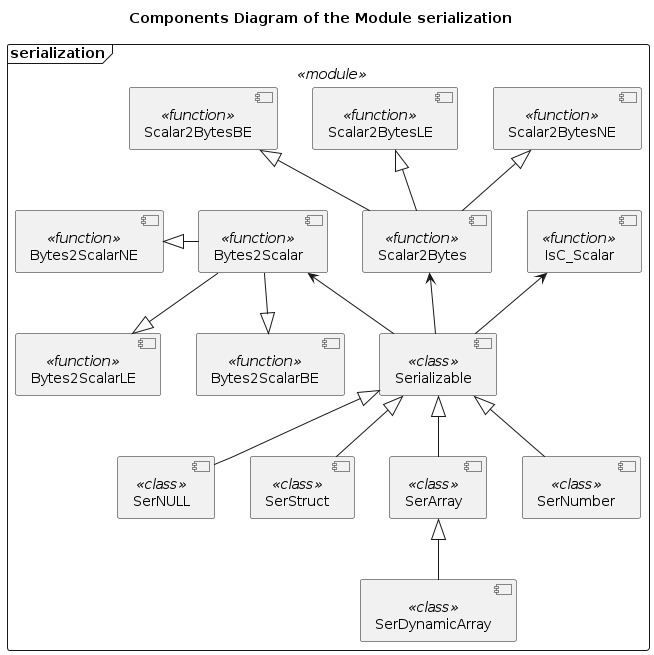 Components Diagram of the Module serialization
serialization
«module»
«function»
Scalar2BytesBE
«function»
Scalar2BytesLE
«function»
Scalar2BytesNE
«function»
Bytes2ScalarNE
«function»
Bytes2Scalar
«function»
Scalar2Bytes
«function»
IsC_Scalar
«function»
Bytes2ScalarLE
«function»
Bytes2ScalarBE
«class»
Serializable
«class»
SerNULL
«class»
SerStruct
«class»
SerArray
«class»
SerNumber
«class»
SerDynamicArray